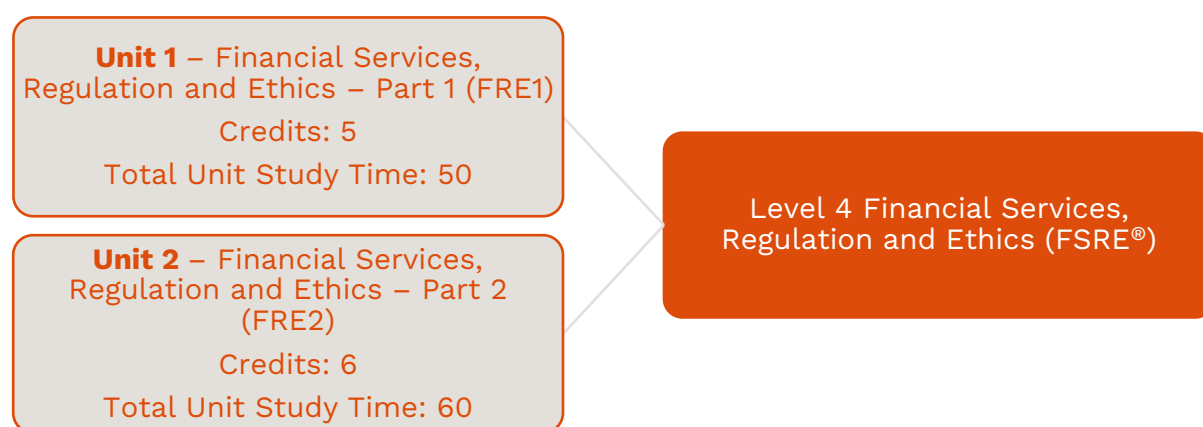 Unit 1 – Financial Services,
Regulation and Ethics – Part 1 (FRE1)
Credits: 5
Total Unit Study Time: 50
Unit 2 – Financial Services,
Regulation and Ethics – Part 2
(FRE2)
Credits: 6
Total Unit Study Time: 60
Level 4 Financial Services,
Regulation and Ethics (FSRE®)